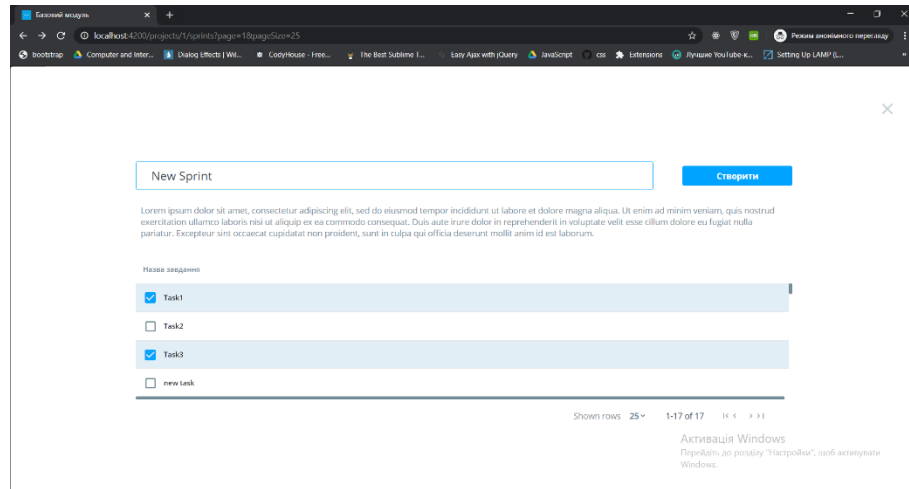 Базовий модуль
localhost:4200/projects/1/sprints?page=1&pageSize=25
Режим анонімного перегляду
bootstrap Computer and Inter... Dialog Effects | Wil... CodyHouse - Free... The Best Sublime T... Easy Ajax with jQuery JavaScript css Extensions Лучшие YouTube-к... Setting Up LAMP (L...
New Sprint
Створити
Lorem ipsum dolor sit amet, consectetur adipiscing elit, sed do eiusmod tempor incididunt ut labore et dolore magna aliqua. Ut enim ad minim veniam, quis nostrud
exercitation ullamco laboris nisi ut aliquip ex ea commodo consequat. Duis aute irure dolor in reprehenderit in voluptate velit esse cillum dolore eu fugiat nulla
pariatur. Excepteur sint occaecat cupidatat non proident, sunt in culpa qui officia deserunt mollit anim id est laborum.
Назва завдання
Task1
Task2
Task3
new task
Shown rows 25 1-17 of 17
Активація Windows
Перейдіть до розділу "Настройки", щоб активувати
Windows.